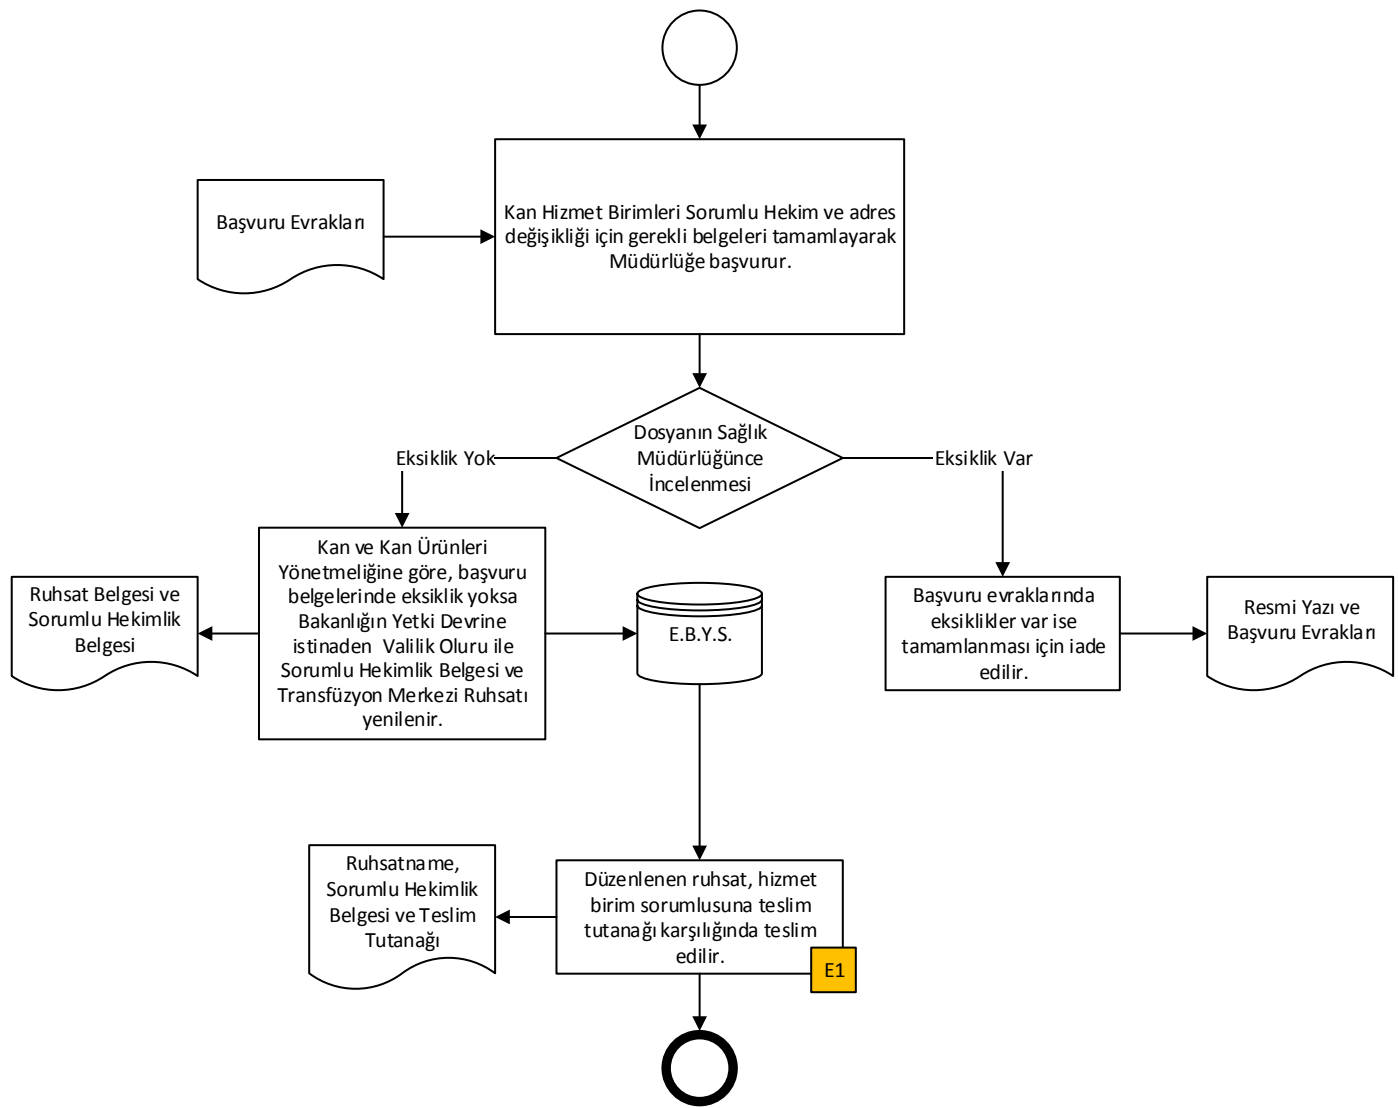 Başvuru Evrakları
Kan Hizmet Birimleri Sorumlu Hekim ve adres
değişikliği için gerekli belgeleri tamamlayarak
Müdürlüğe başvurur.
Dosyanın Sağlık
Müdürlüğünce
İncelenmesi
Eksiklik Yok
Eksiklik Var
Kan ve Kan Ürünleri
Yönetmeliğine göre, başvuru
belgelerinde eksiklik yoksa
Bakanlığın Yetki Devrine
istinaden  Valilik Oluru ile
Sorumlu Hekimlik Belgesi ve
Transfüzyon Merkezi Ruhsatı
yenilenir.
Ruhsat Belgesi ve
Sorumlu Hekimlik
Belgesi
E.B.Y.S.
Başvuru evraklarında
eksiklikler var ise
tamamlanması için iade
edilir.
Resmi Yazı ve
Başvuru Evrakları
Ruhsatname,
Sorumlu Hekimlik
Belgesi ve Teslim
Tutanağı
Düzenlenen ruhsat, hizmet
birim sorumlusuna teslim
tutanağı karşılığında teslim
edilir.
E1